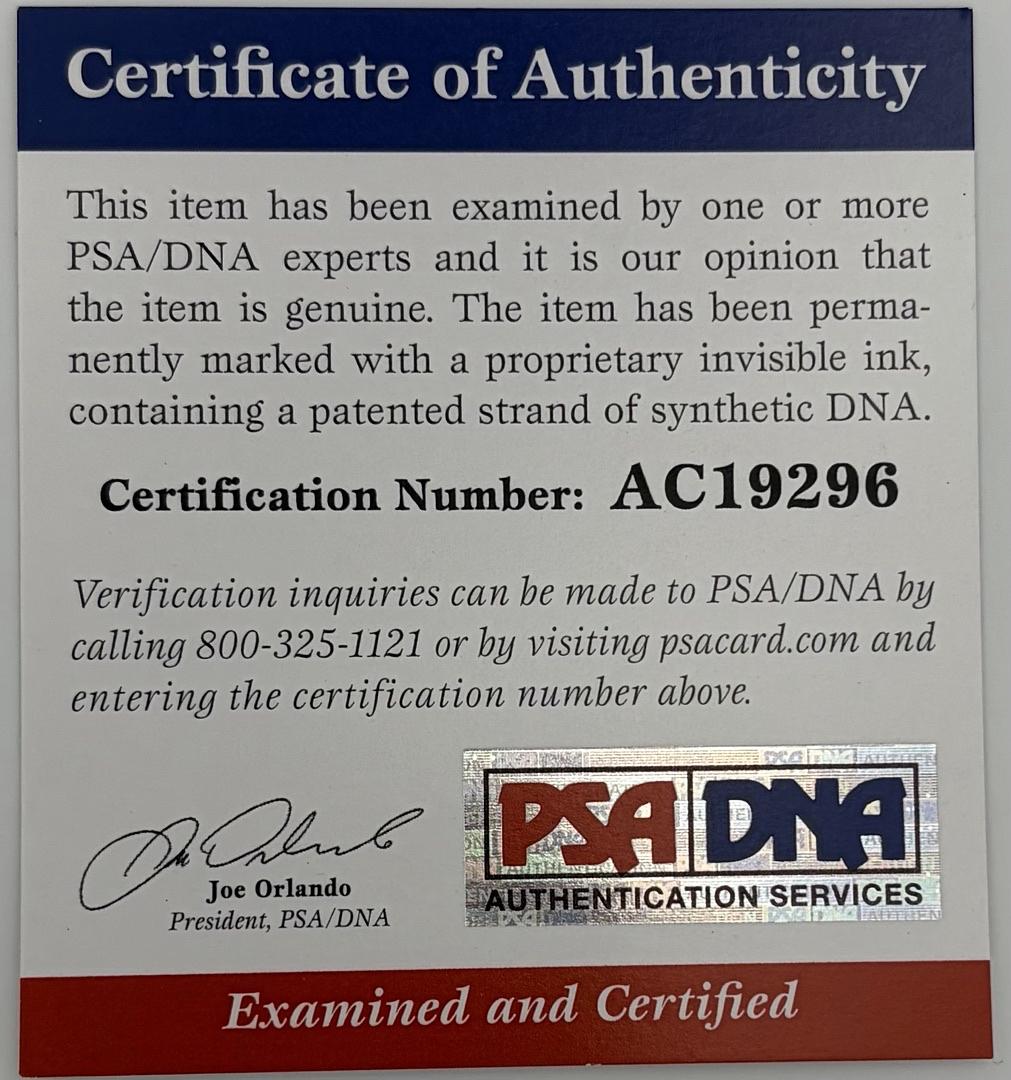 Certificate of Authenticity
This item has been examined by one or more
PSA/DNA experts and it is our opinion that
the item is genuine. The item has been perma-
nently marked with a proprietary invisible ink,
containing a patented strand of synthetic DNA.
Certification Number: AC19296
Verification inquiries can be made to PSA/DNA by
calling 800-325-1121 or by visiting psacard.com and
entering the certification number above.
Joe Orlando
President, PSA/DNA
PSA DNA
AUTHENTICATION SERVICES
Examined and Certified